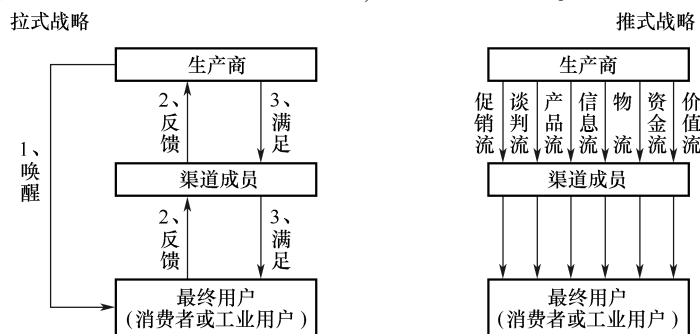 拉式战略
生产商
2、反馈
3、满足
1、唤醒
渠道成员
2、反馈
3、满足
最终用户
(消费者或工业用户)
推式战略
生产商
促销流
谈判流
产品流
信息流
物流
资金流
价值流
渠道成员
最终用户
(消费者或工业用户)